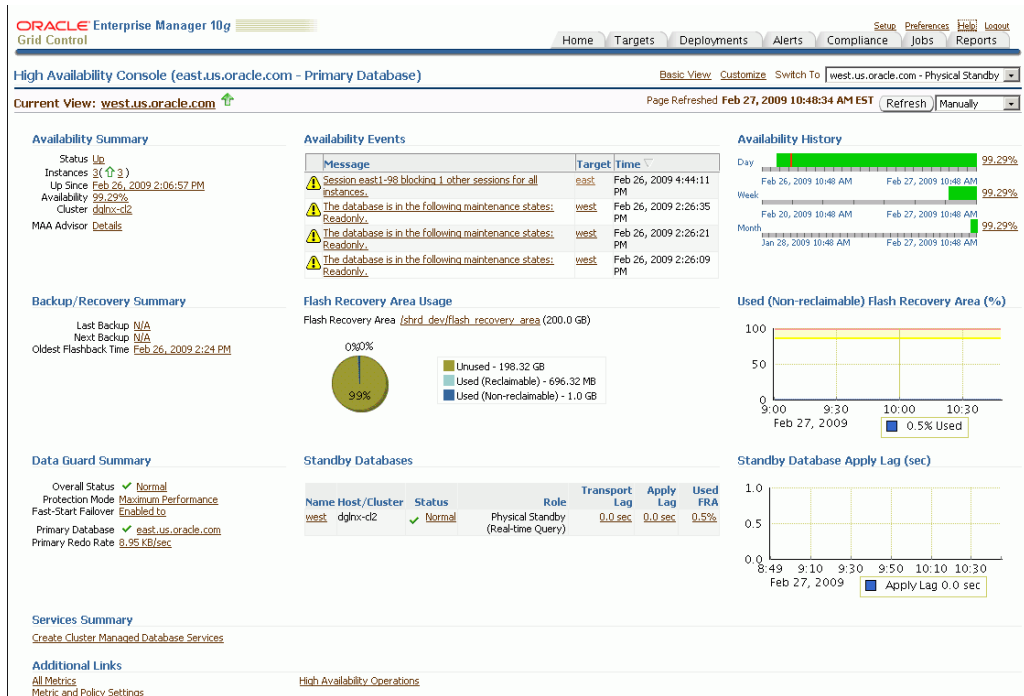 ORACLE Enterprise Manager 10g
Grid Control
Setup Preferences Help Logout
Home Targets Deployments Alerts Compliance Jobs Reports
High Availability Console (east.us.oracle.com - Primary Database)
Basic View Customize Switch To west.us.oracle.com - Physical Standby
Current View: west.us.oracle.com
Page Refreshed Feb 27, 2009 10:48:34 AM EST Refresh Manually
Availability Summary
Status Up
Instances 3( 3 )
Up Since Feb 26, 2009 2:06:57 PM
Availability 99.29%
Cluster dglnx-cl2
MAA Advisor Details
Availability Events
Message Target Time
Session east1-98 blocking 1 other sessions for all instances. east Feb 26, 2009 4:44:11 PM
The database is in the following maintenance states: Readonly. west Feb 26, 2009 2:26:35 PM
The database is in the following maintenance states: Readonly. west Feb 26, 2009 2:26:21 PM
The database is in the following maintenance states: Readonly. west Feb 26, 2009 2:26:09 PM
Availability History
Day 99.29%
Feb 26, 2009 10:48 AM Feb 27, 2009 10:48 AM
Week 99.29%
Feb 20, 2009 10:48 AM Feb 27, 2009 10:48 AM
Month 99.29%
Jan 28, 2009 10:48 AM Feb 27, 2009 10:48 AM
Backup/Recovery Summary
Last Backup N/A
Next Backup N/A
Oldest Flashback Time Feb 26, 2009 2:24 PM
Flash Recovery Area Usage
Flash Recovery Area /shrd_dev/flash_recovery_area (200.0 GB)
0%0%
99%
Unused - 198.32 GB
Used (Reclaimable) - 696.32 MB
Used (Non-reclaimable) - 1.0 GB
Used (Non-reclaimable) Flash Recovery Area (%)
100
50
0
9:00 9:30 10:00 10:30
Feb 27, 2009
0.5% Used
Data Guard Summary
Overall Status Normal
Protection Mode Maximum Performance
Fast-Start Failover Enabled to
Primary Database east.us.oracle.com
Primary Redo Rate 8.95 KB/sec
Standby Databases
Name Host/Cluster Status Role Transport Lag Apply Lag Used FRA
west dglnx-cl2 Normal Physical Standby (Real-time Query) 0.0 sec 0.0 sec 0.5%
Standby Database Apply Lag (sec)
1.0
0.5
0.0
8:49 9:10 9:30 9:50 10:10 10:30
Feb 27, 2009
Apply Lag 0.0 sec
Services Summary
Create Cluster Managed Database Services
Additional Links
All Metrics
High Availability Operations
Metric and Policy Settings